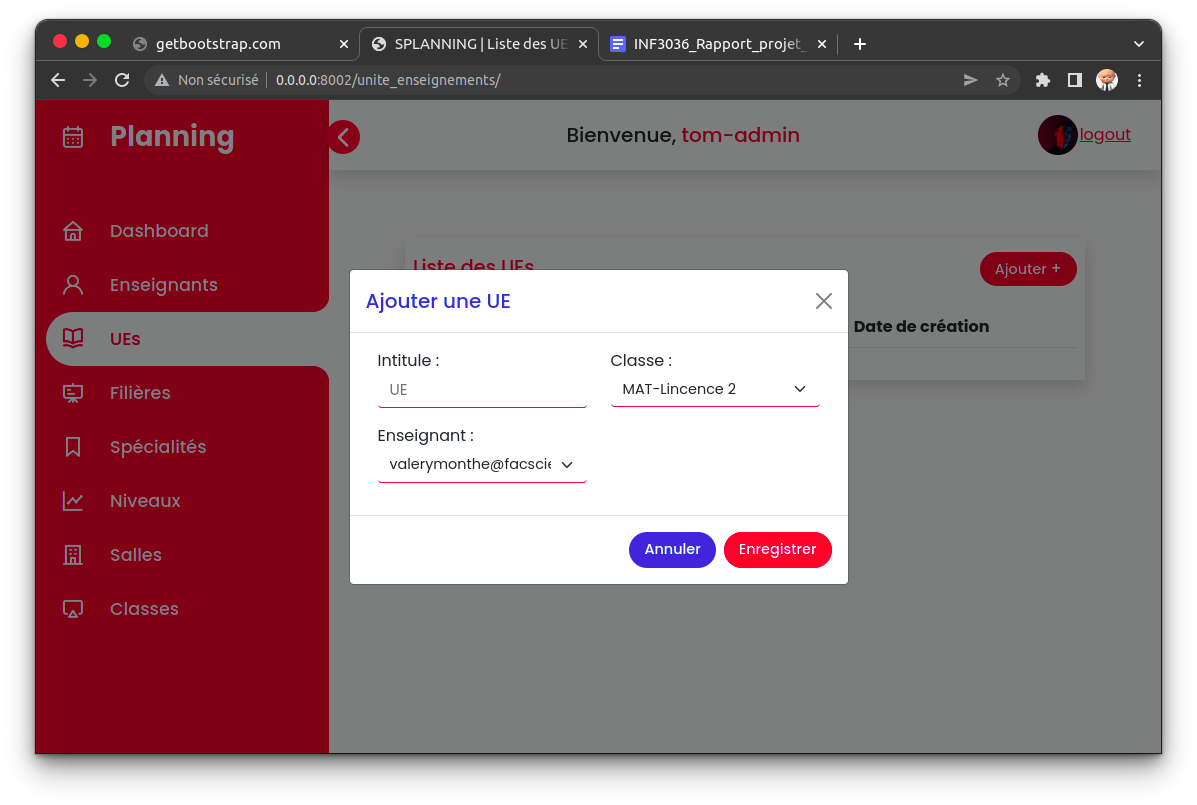 getbootstrap.com
SPLANNING | Liste des UE
INF3036_Rapport_projet_
Non sécurisé
0.0.0.0:8002/unite_enseignements/
Planning
Bienvenue, tom-admin
logout
Dashboard
Enseignants
UEs
Filières
Spécialités
Niveaux
Salles
Classes
Liste des UEs
Ajouter +
Date de création
Ajouter une UE
Intitule :
Classe :
UE
MAT-Lincence 2
Enseignant :
valerymonthe@facscie
Annuler
Enregistrer